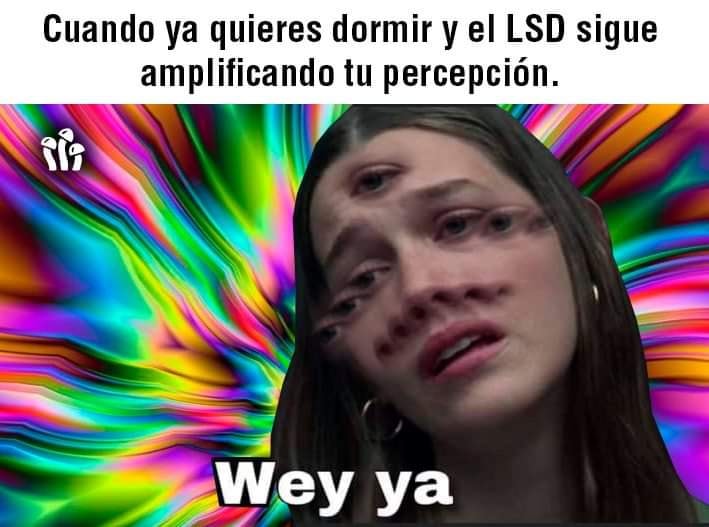 Cuando ya quieres dormir y el LSD sigue
amplificando tu percepción.
Wey ya